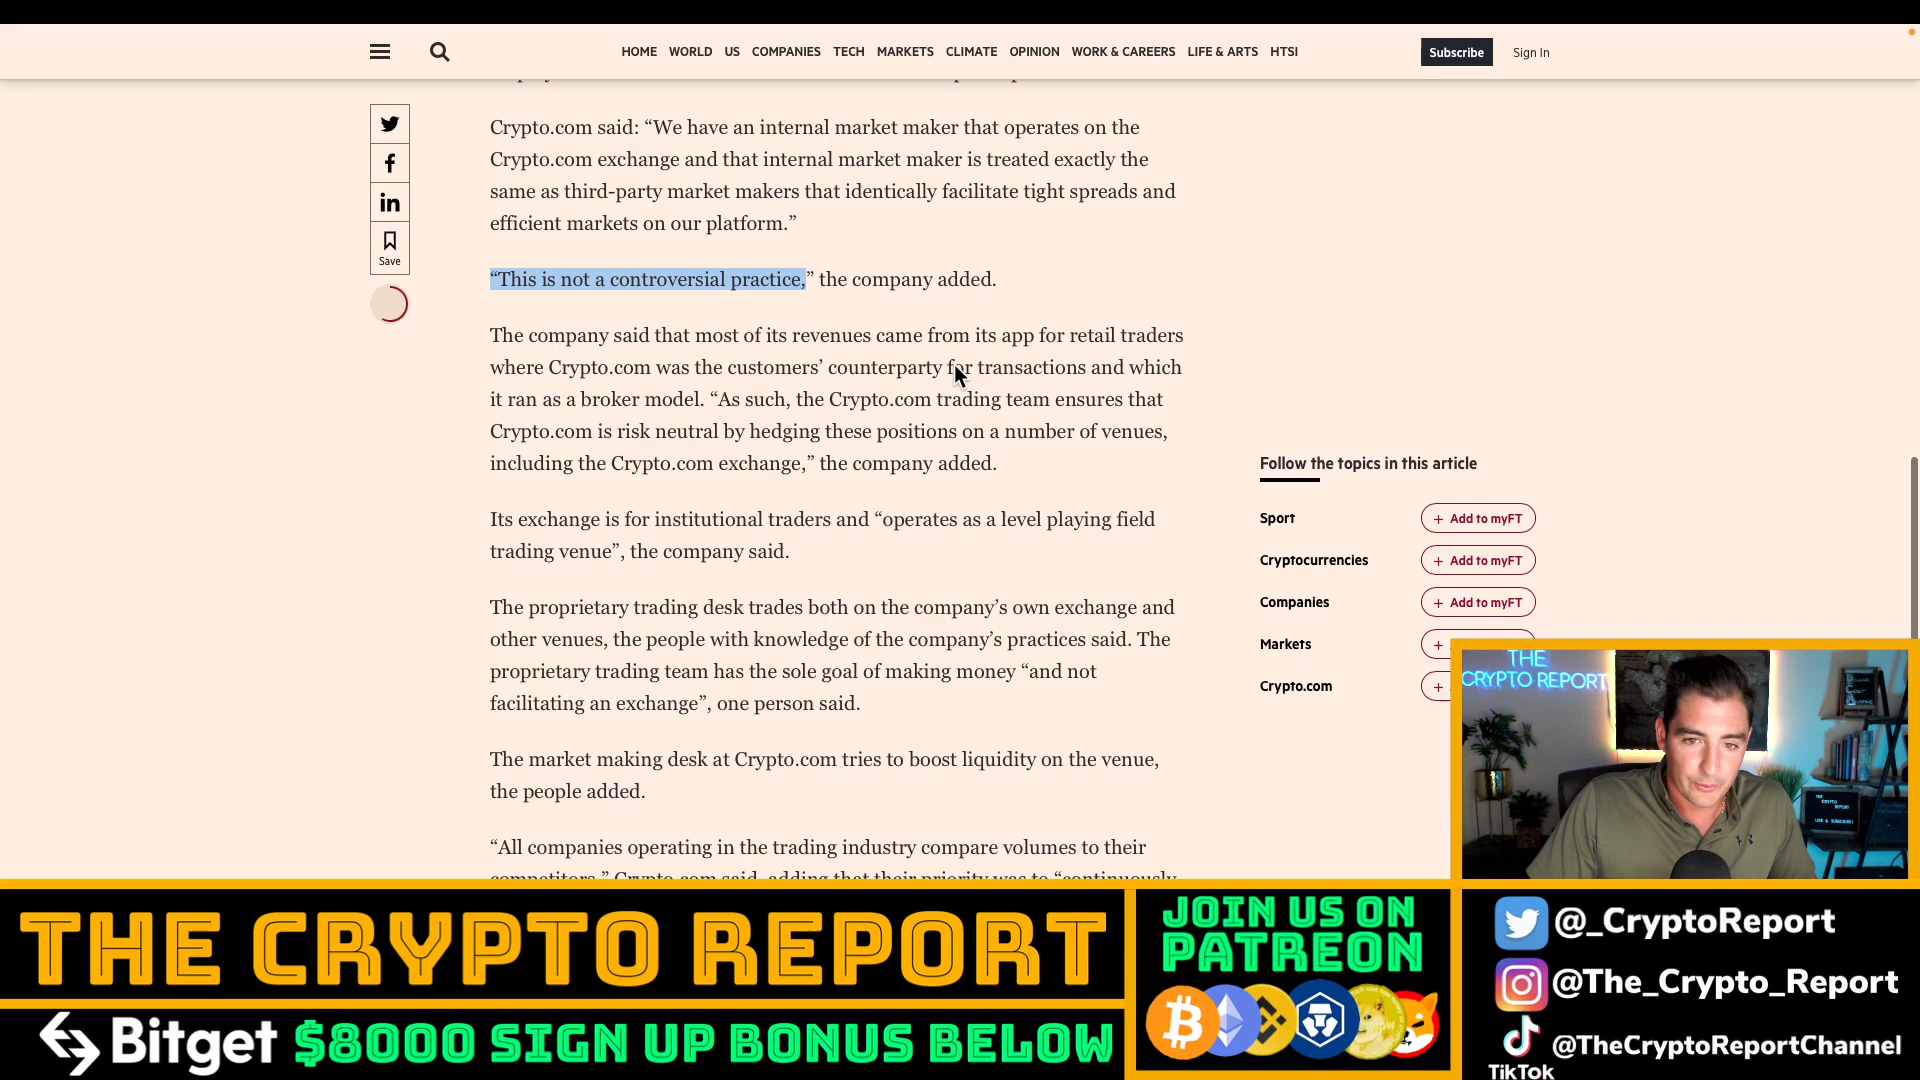 HOME WORLD US COMPANIES TECH MARKETS CLIMATE OPINION WORK & CAREERS LIFE & ARTS HTSI
Subscribe
Sign In
Save
Crypto.com said: “We have an internal market maker that operates on the
Crypto.com exchange and that internal market maker is treated exactly the
same as third-party market makers that identically facilitate tight spreads and
efficient markets on our platform.”
“This is not a controversial practice,” the company added.
The company said that most of its revenues came from its app for retail traders
where Crypto.com was the customers’ counterparty for transactions and which
it ran as a broker model. “As such, the Crypto.com trading team ensures that
Crypto.com is risk neutral by hedging these positions on a number of venues,
including the Crypto.com exchange,” the company added.
Its exchange is for institutional traders and “operates as a level playing field
trading venue”, the company said.
The proprietary trading desk trades both on the company’s own exchange and
other venues, the people with knowledge of the company’s practices said. The
proprietary trading team has the sole goal of making money “and not
facilitating an exchange”, one person said.
The market making desk at Crypto.com tries to boost liquidity on the venue,
the people added.
“All companies operating in the trading industry compare volumes to their
competitors,” Crypto.com said, adding that their priority was to “continuously
Follow the topics in this article
Sport
+ Add to myFT
Cryptocurrencies
+ Add to myFT
Companies
+ Add to myFT
Markets
+
Crypto.com
+
THE
CRYPTO REPORT
THE CRYPTO REPORT
Bitget $8000 SIGN UP BONUS BELOW
JOIN US ON
PATREON
@_CryptoReport
@The_Crypto_Report
@TheCryptoReportChannel
TikTok